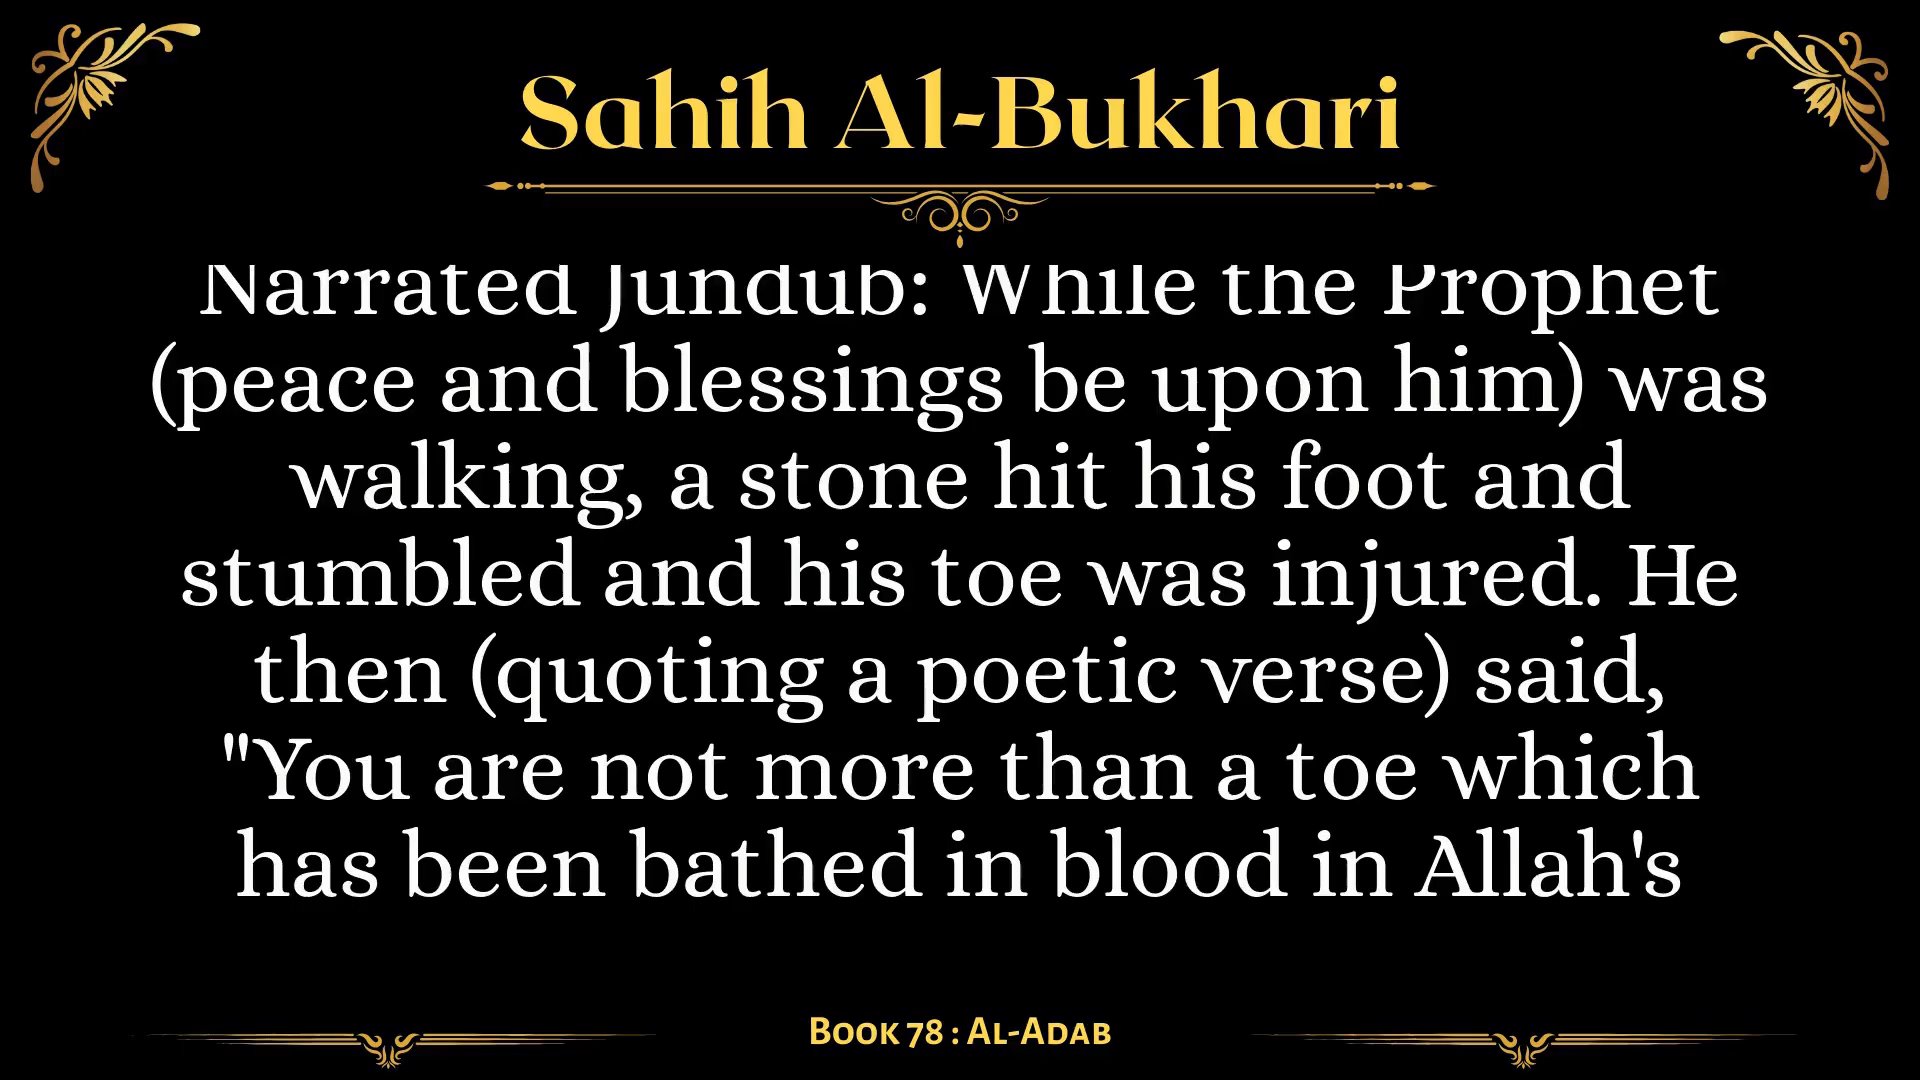 Sahih Al-Bukhari
Narrated Jundub: While the Prophet
(peace and blessings be upon him) was
walking, a stone hit his foot and
stumbled and his toe was injured. He
then (quoting a poetic verse) said,
"You are not more than a toe which
has been bathed in blood in Allah's
Book 78 : Al-Adab